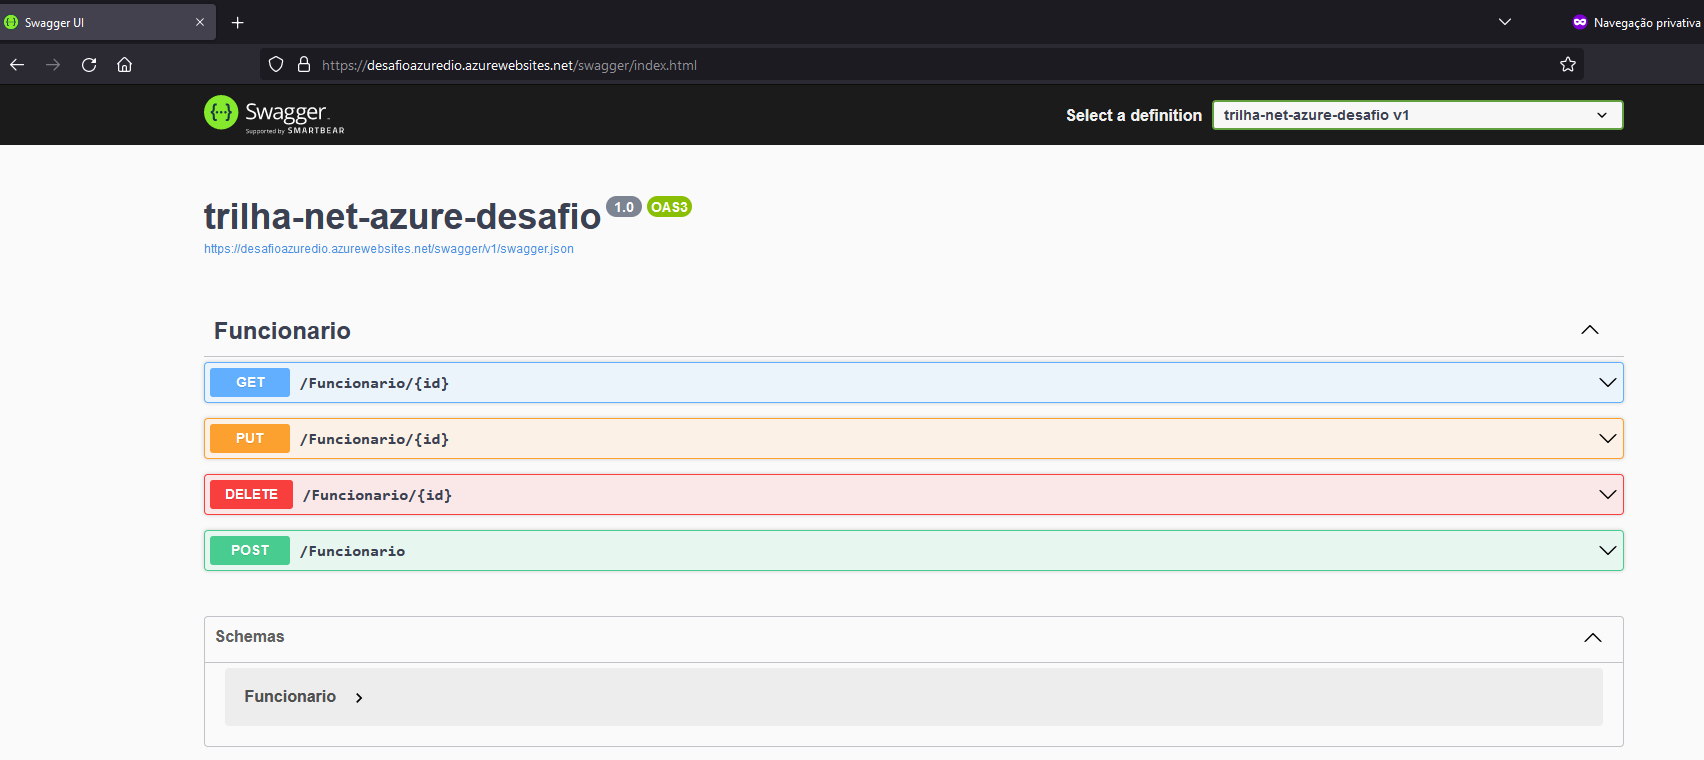 Swagger UI
Navegação privativa
https://desafioazuredio.azurewebsites.net/swagger/index.html
{···} Swagger
Supported by SMARTBEAR
Select a definition
trilha-net-azure-desafio v1
trilha-net-azure-desafio 1.0 OAS3
https://desafioazuredio.azurewebsites.net/swagger/v1/swagger.json
Funcionario
GET /Funcionario/{id}
PUT /Funcionario/{id}
DELETE /Funcionario/{id}
POST /Funcionario
Schemas
Funcionario